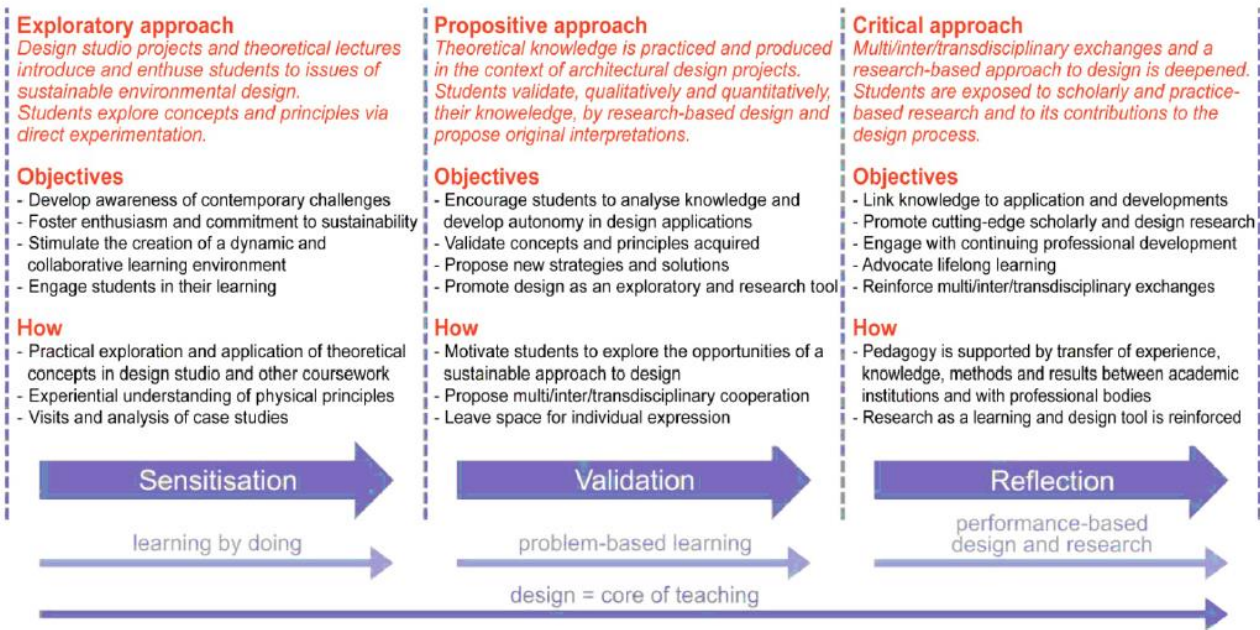 Exploratory approach
Design studio projects and theoretical lectures
introduce and enthuse students to issues of
sustainable environmental design.
Students explore concepts and principles via
direct experimentation.
Objectives
- Develop awareness of contemporary challenges
- Foster enthusiasm and commitment to sustainability
- Stimulate the creation of a dynamic and
collaborative learning environment
- Engage students in their learning
How
- Practical exploration and application of theoretical
concepts in design studio and other coursework
- Experiential understanding of physical principles
- Visits and analysis of case studies
Sensitisation
learning by doing
Propositive approach
Theoretical knowledge is practiced and produced
in the context of architectural design projects.
Students validate, qualitatively and quantitatively,
their knoweledge, by research-based design and
propose original interpretations.
Objectives
- Encourage students to analyse knowledge and
develop autonomy in design applications
- Validate concepts and principles acquired
- Propose new strategies and solutions
- Promote design as an exploratory and research tool
How
- Motivate students to explore the opportunities of a
sustainable approach to design
- Propose multi/inter/transdisciplinary cooperation
- Leave space for individual expression
Validation
problem-based learning
Critical approach
Multi/inter/transdisciplinary exchanges and a
research-based approach to design is deepened.
Students are exposed to scholarly and practice-
based research and to its contributions to the
design process.
Objectives
- Link knowledge to application and developments
- Promote cutting-edge scholarly and design research
- Engage with continuing professional development
- Advocate lifelong learning
- Reinforce multi/inter/transdisciplinary exchanges
How
- Pedagogy is supported by transfer of experience,
knowledge, methods and results between academic
institutions and with professional bodies
- Research as a learning and design tool is reinforced
Reflection
performance-based
design and research
design = core of teaching